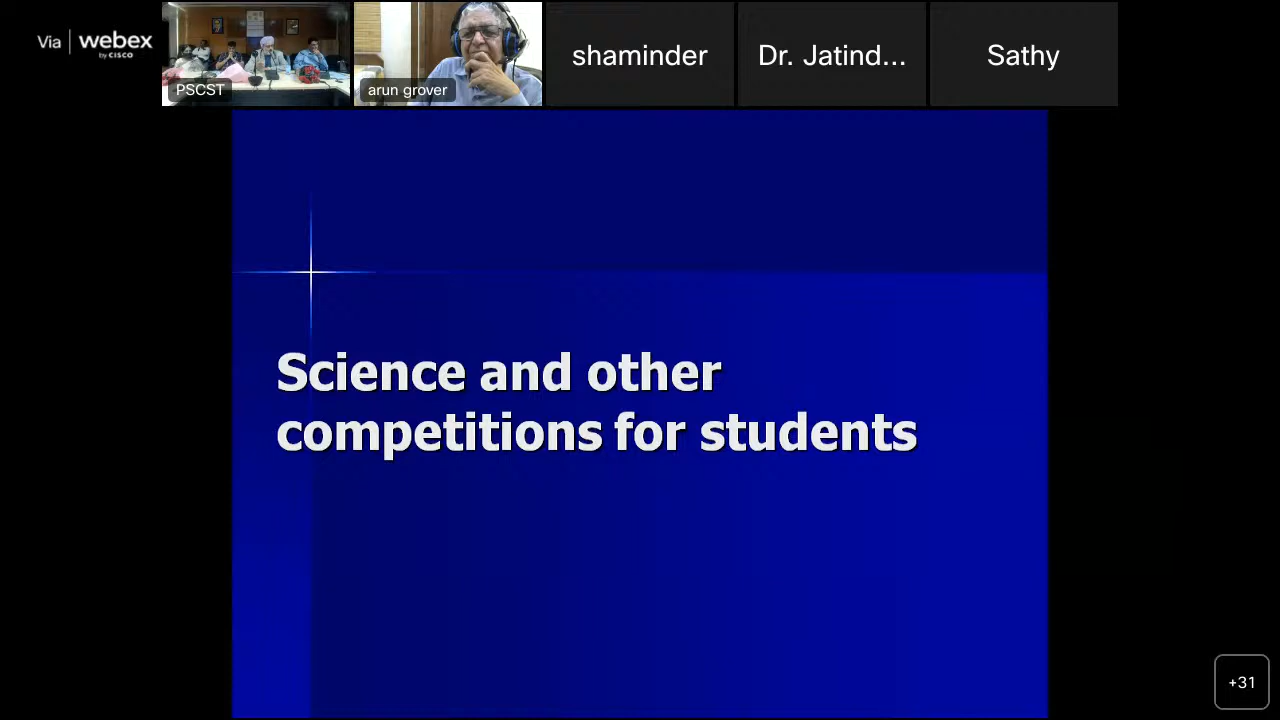 Via webex
by CISCO
PSCST
arun grover
shaminder
Dr. Jatind...
Sathy
Science and other
competitions for students
+31